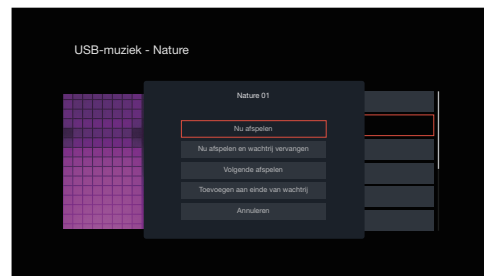 USB-muziek - Nature
Nature 01
Nu afspelen
Nu afspelen en wachtrij vervangen
Volgende afspelen
Toevoegen aan einde van wachtrij
Annuleren